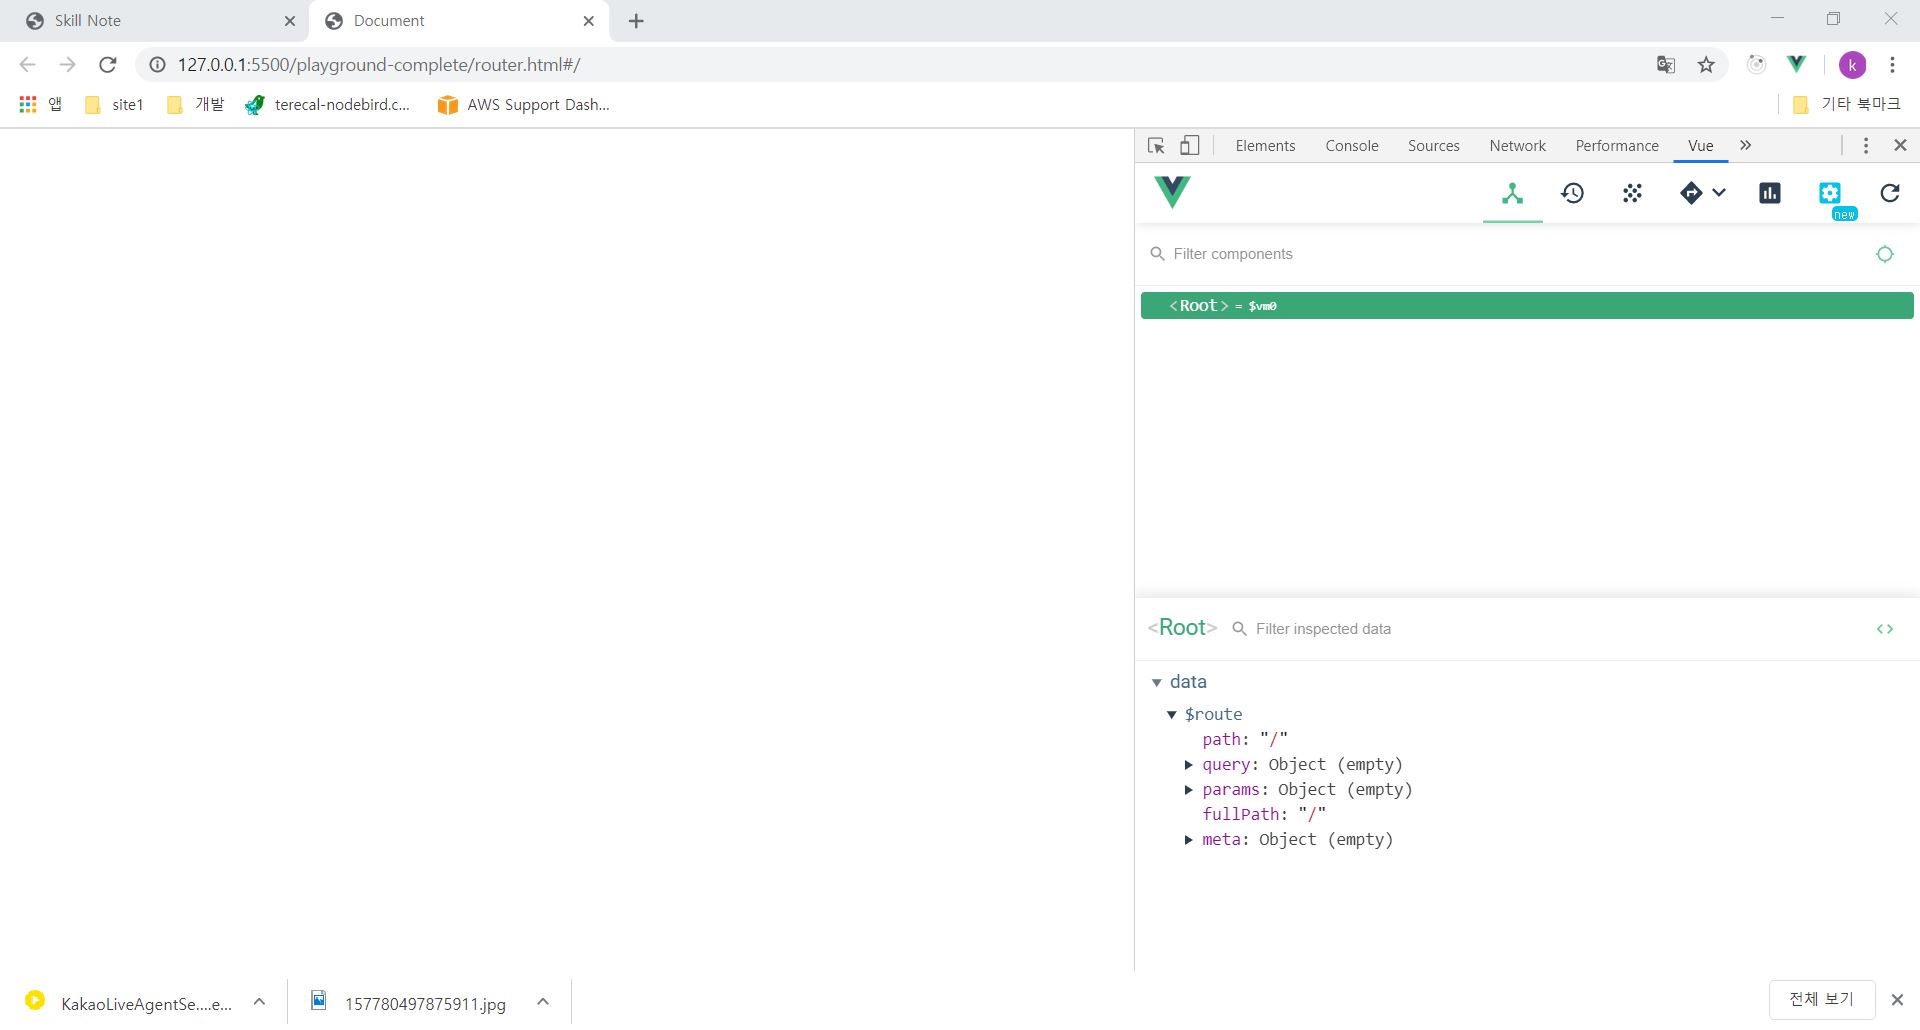 Skill Note
Document
127.0.0.1:5500/playground-complete/router.html#/
k
앱
site1
개발
terecal-nodebird.c...
AWS Support Dash...
기타 북마크
Elements
Console
Sources
Network
Performance
Vue
new
Filter components
<Root> = $vm0
<Root>
Filter inspected data
data
$route
path: "/"
query: Object (empty)
params: Object (empty)
fullPath: "/"
meta: Object (empty)
KakaoLiveAgentSe....e...
157780497875911.jpg
전체 보기